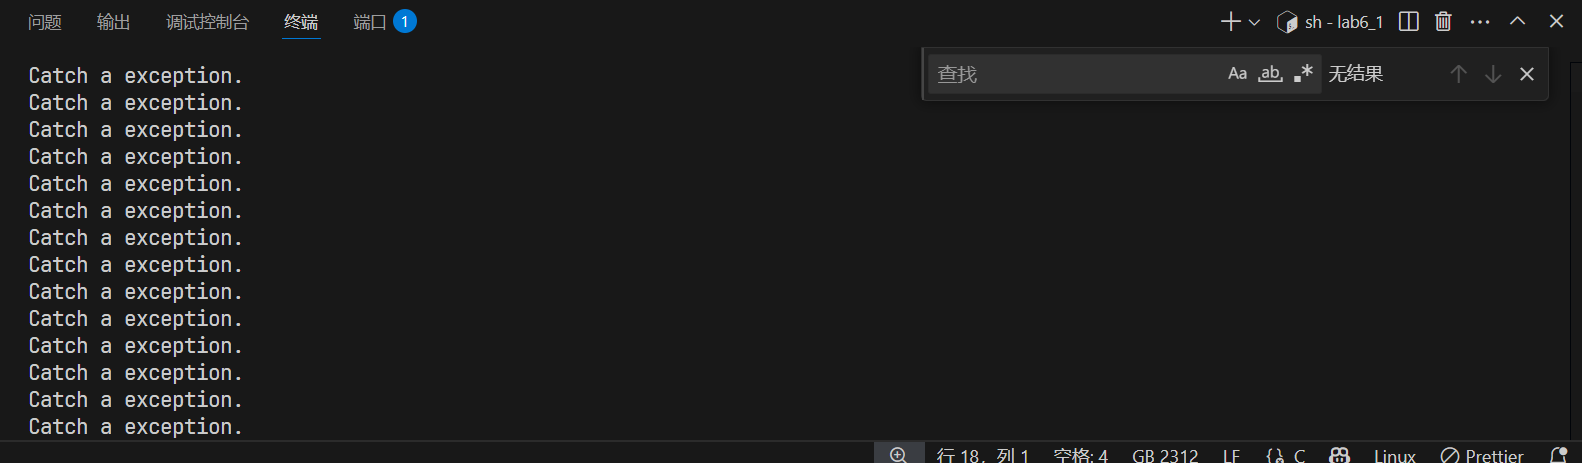 问题 输出 调试控制台 终端 端口 1 sh - lab6_1
查找 Aa ab 无结果
Catch a exception.
Catch a exception.
Catch a exception.
Catch a exception.
Catch a exception.
Catch a exception.
Catch a exception.
Catch a exception.
Catch a exception.
Catch a exception.
Catch a exception.
Catch a exception.
Catch a exception.
Catch a exception.
行 18，列 1 空格: 4 GB 2312 LF C Linux Prettier